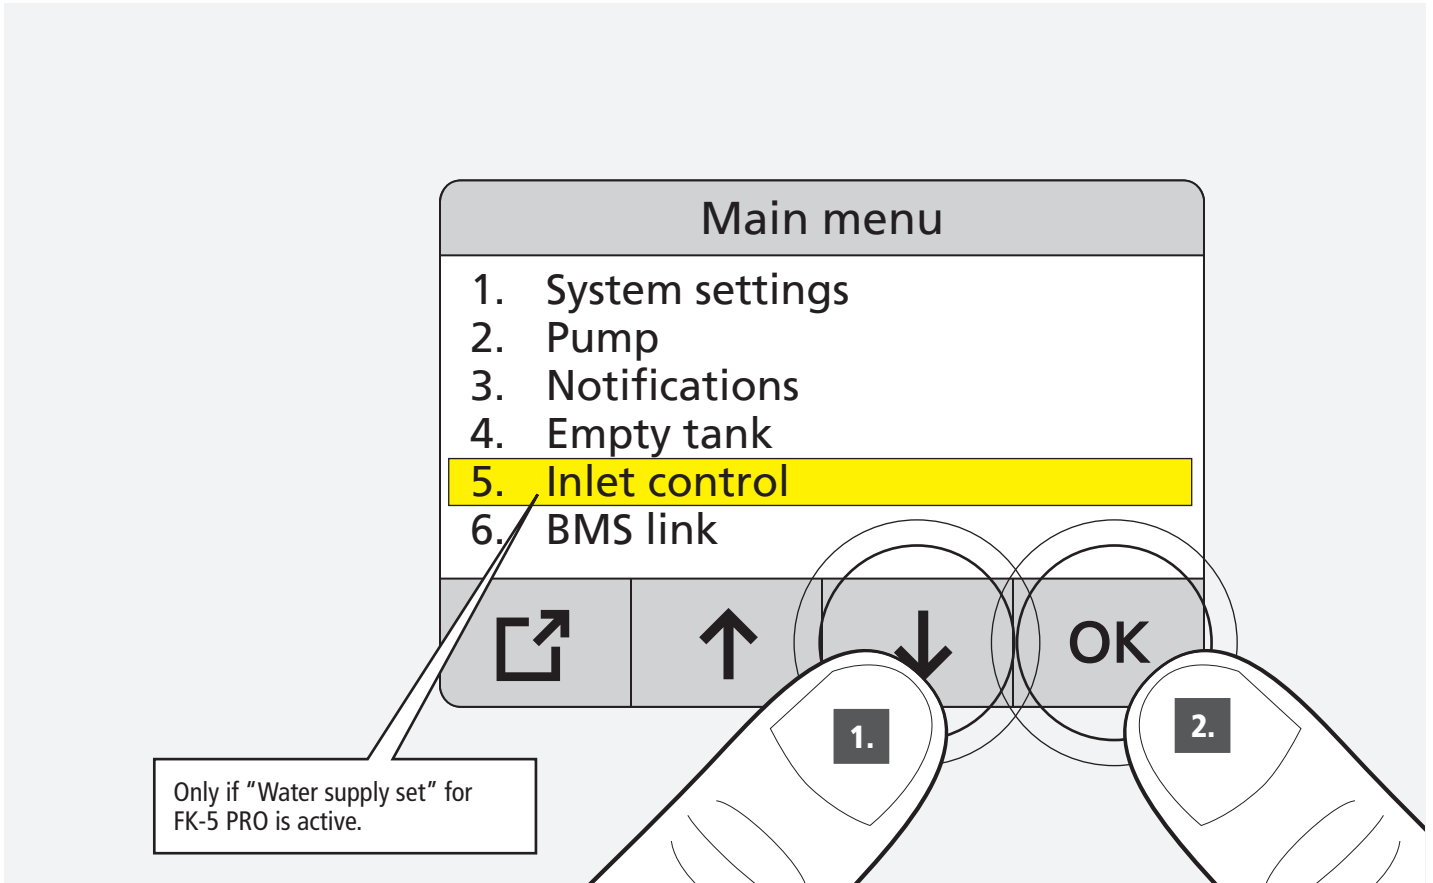 Main menu
1. System settings
2. Pump
3. Notifications
4. Empty tank
5. Inlet control
6. BMS link
OK
1.
2.
Only if "Water supply set" for
FK-5 PRO is active.